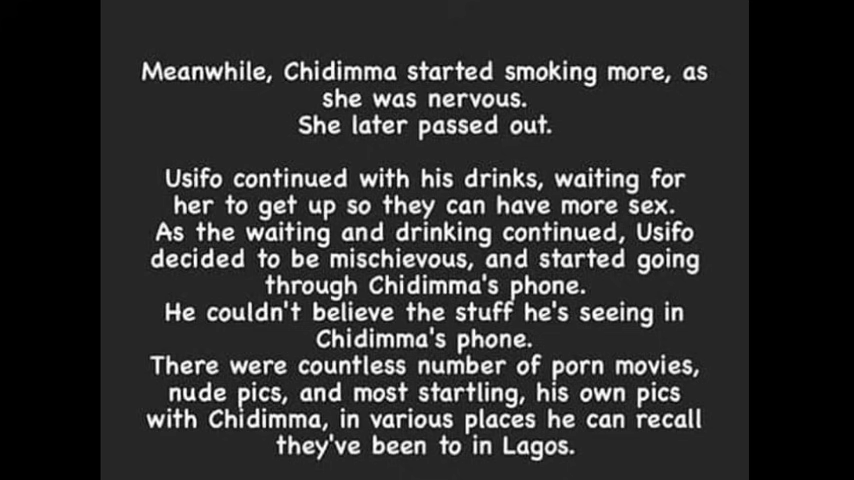 Meanwhile, Chidimma started smoking more, as
she was nervous.
She later passed out.
Usifo continued with his drinks, waiting for
her to get up so they can have more sex.
As the waiting and drinking continued, Usifo
decided to be mischievous, and started going
through Chidimma's phone.
He couldn't believe the stuff he's seeing in
Chidimma's phone.
There were countless number of porn movies,
nude pics, and most startling, his own pics
with Chidimma, in various places he can recall
they've been to in Lagos.